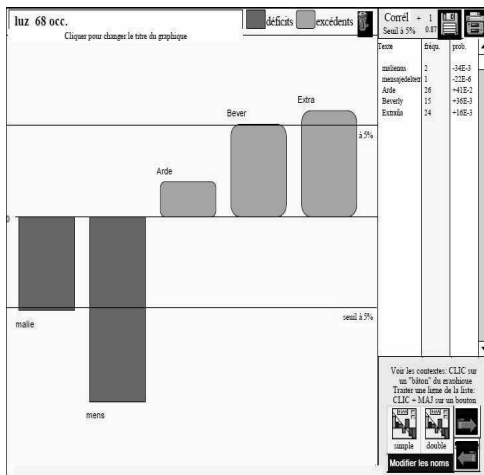 luz 68 occ.
Cliquer pour changer le titre du graphique
déficits
excédents
Corrél + 1
Seuil à 5% 0.87
Texte fréqu. prob.
malienus 2 -34E-3
mensajedelterr 1 -22E-6
Arde 26 +41E-2
Beverly 15 +36E-3
Extraña 24 +16E-3
Extra
Bever
à 5%
Arde
0
seuil à 5%
malie
mens
Voir les contextes: CLIC sur
un "bâton" du graphique
Traiter une ligne de la liste:
CLIC + MAJ sur un bouton
simple double
Modifier les noms